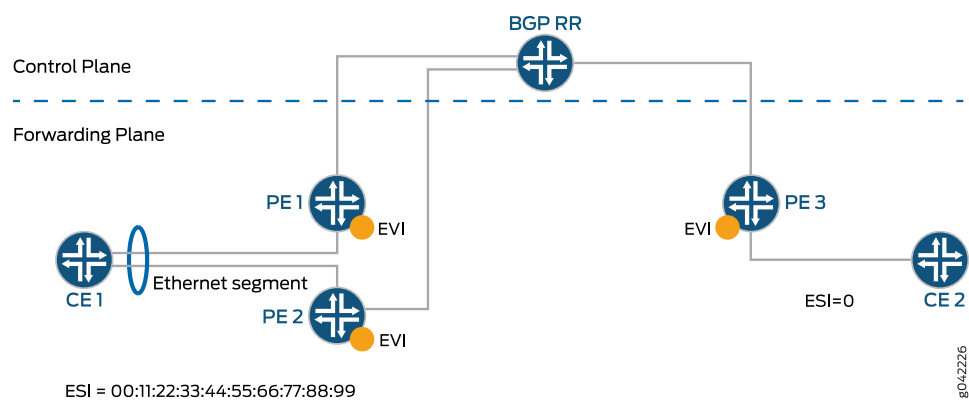 BGP RR
Control Plane
Forwarding Plane
PE 1
EVI
PE 3
EVI
CE 1
Ethernet segment
PE 2
EVI
ESI=0
CE 2
ESI = 00:11:22:33:44:55:66:77:88:99
g042226